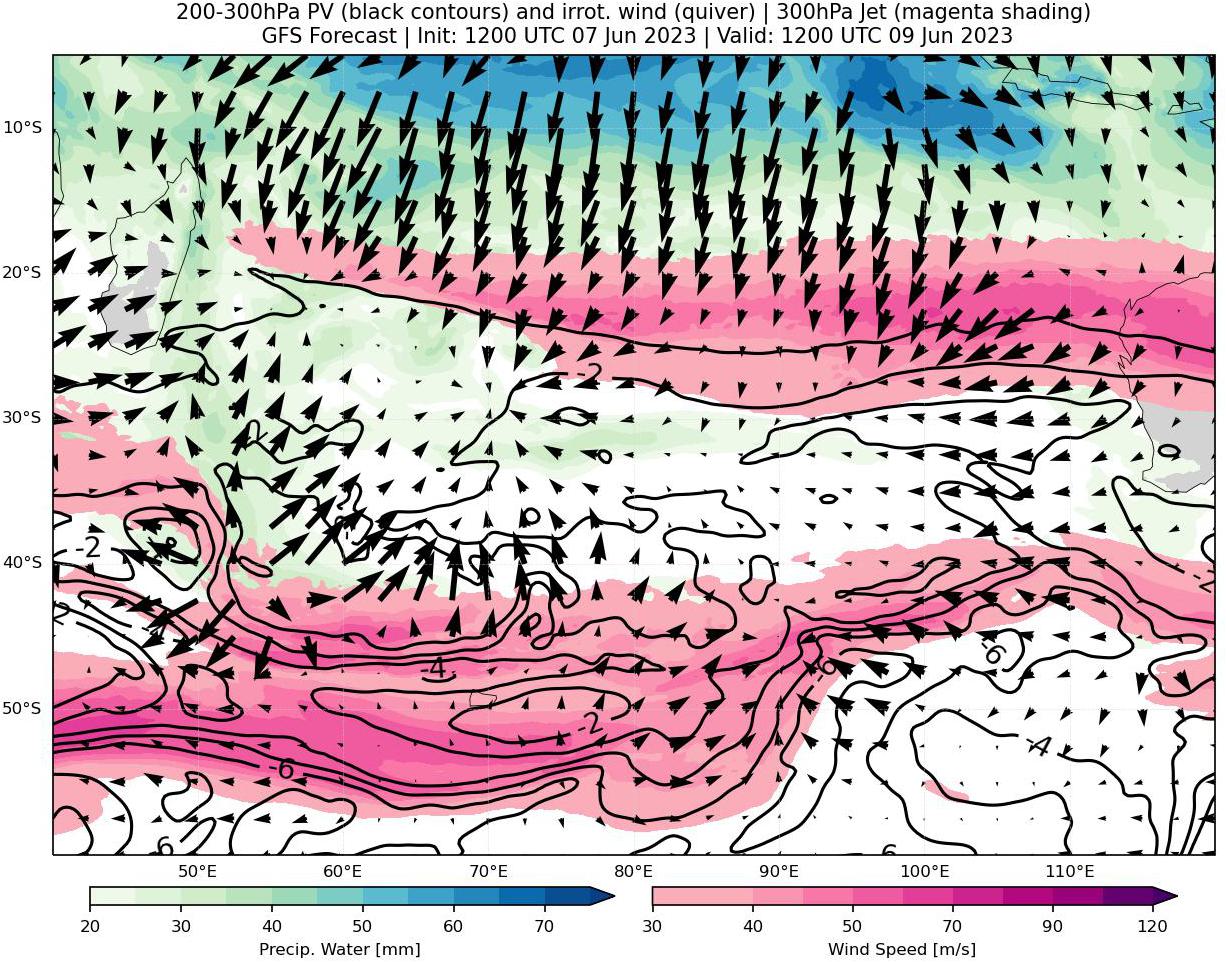 200-300hPa PV (black contours) and irrot. wind (quiver) | 300hPa Jet (magenta shading)
GFS Forecast | Init: 1200 UTC 07 Jun 2023 | Valid: 1200 UTC 09 Jun 2023
10°S
20°S
-2
30°S
-2
40°S
-4
-6
-6
50°S
-2
-4
-6
6
6
50°E 60°E 70°E 80°E 90°E 100°E 110°E
20 30 40 50 60 70 30 40 50 70 90 120
Precip. Water [mm] Wind Speed [m/s]